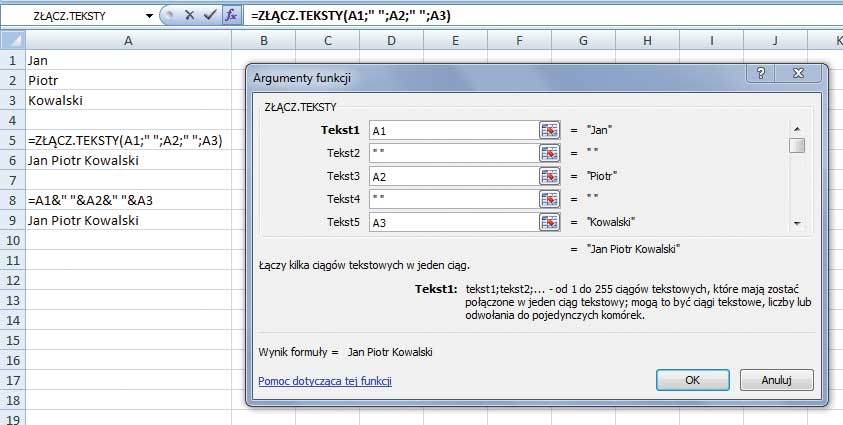 ZŁĄCZ.TEKSTY =ZŁĄCZ.TEKSTY(A1;" ";A2;" ";A3)
A B C D E F G H I J K
1 Jan
2 Piotr
3 Kowalski
4
5 =ZŁĄCZ.TEKSTY(A1;" ";A2;" ";A3)
6 Jan Piotr Kowalski
7
8 =A1&" "&A2&" "&A3
9 Jan Piotr Kowalski
10
11
12
13
14
15
16
17
18
19
Argumenty funkcji
ZŁĄCZ.TEKSTY
Tekst1 A1 = "Jan"
Tekst2 " " = " "
Tekst3 A2 = "Piotr"
Tekst4 " " = " "
Tekst5 A3 = "Kowalski"
= "Jan Piotr Kowalski"
Łączy kilka ciągów tekstowych w jeden ciąg.
Tekst1: tekst1;tekst2;... - od 1 do 255 ciągów tekstowych, które mają zostać
połączone w jeden ciąg tekstowy; mogą to być ciągi tekstowe, liczby lub
odwołania do pojedynczych komórek.
Wynik formuły = Jan Piotr Kowalski
Pomoc dotycząca tej funkcji
OK Anuluj